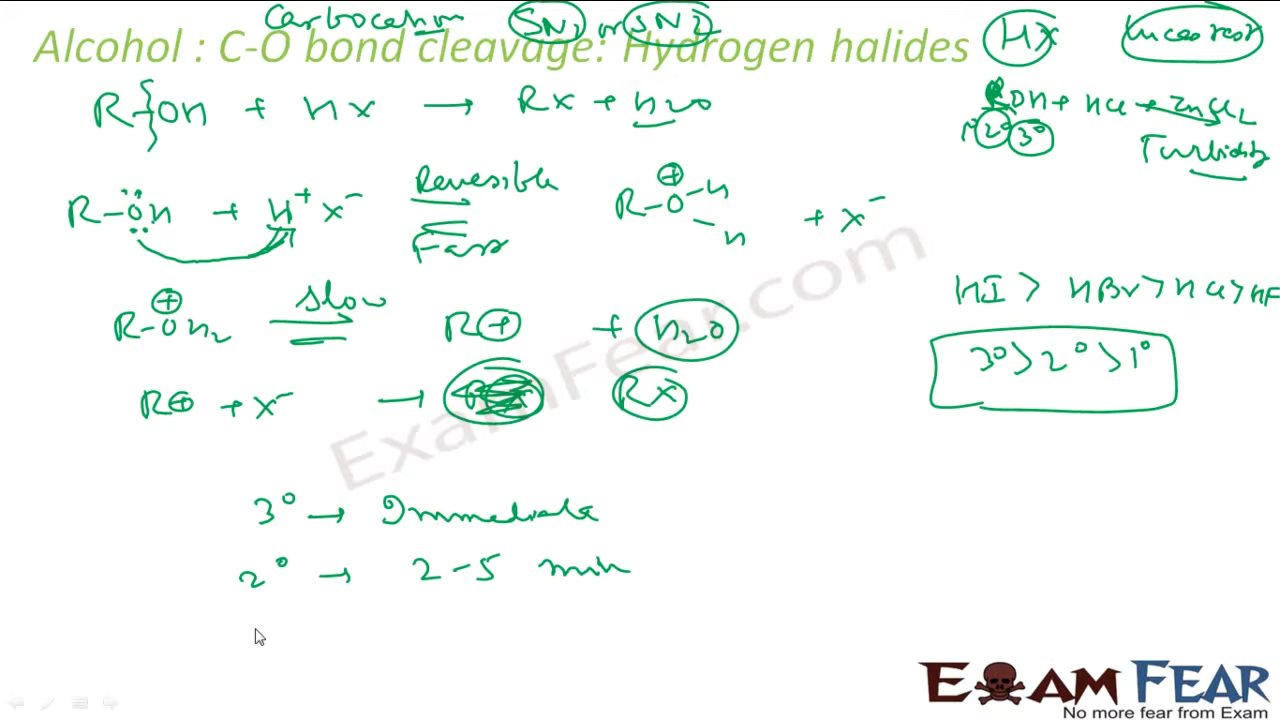 Carbocation SN1 or SN2
Alcohol : C-O bond cleavage: Hydrogen halides
HX
Lucas test
R-OH + HX → RX + H2O
ROH + HCl + ZnCl2
1° 2° 3°
Turbidity
R-OH + H+ X- Reversible Fast R-O⊕-H -H + X-
HI > HBr > HCl > HF
R-O⊕H2 slow R⊕ + H2O
3° > 2° > 1°
R⊕ + X- → RX
3° → Immediate
2° → 2-5 min
ExamFear.com
EXAM FEAR
No more fear from Exam